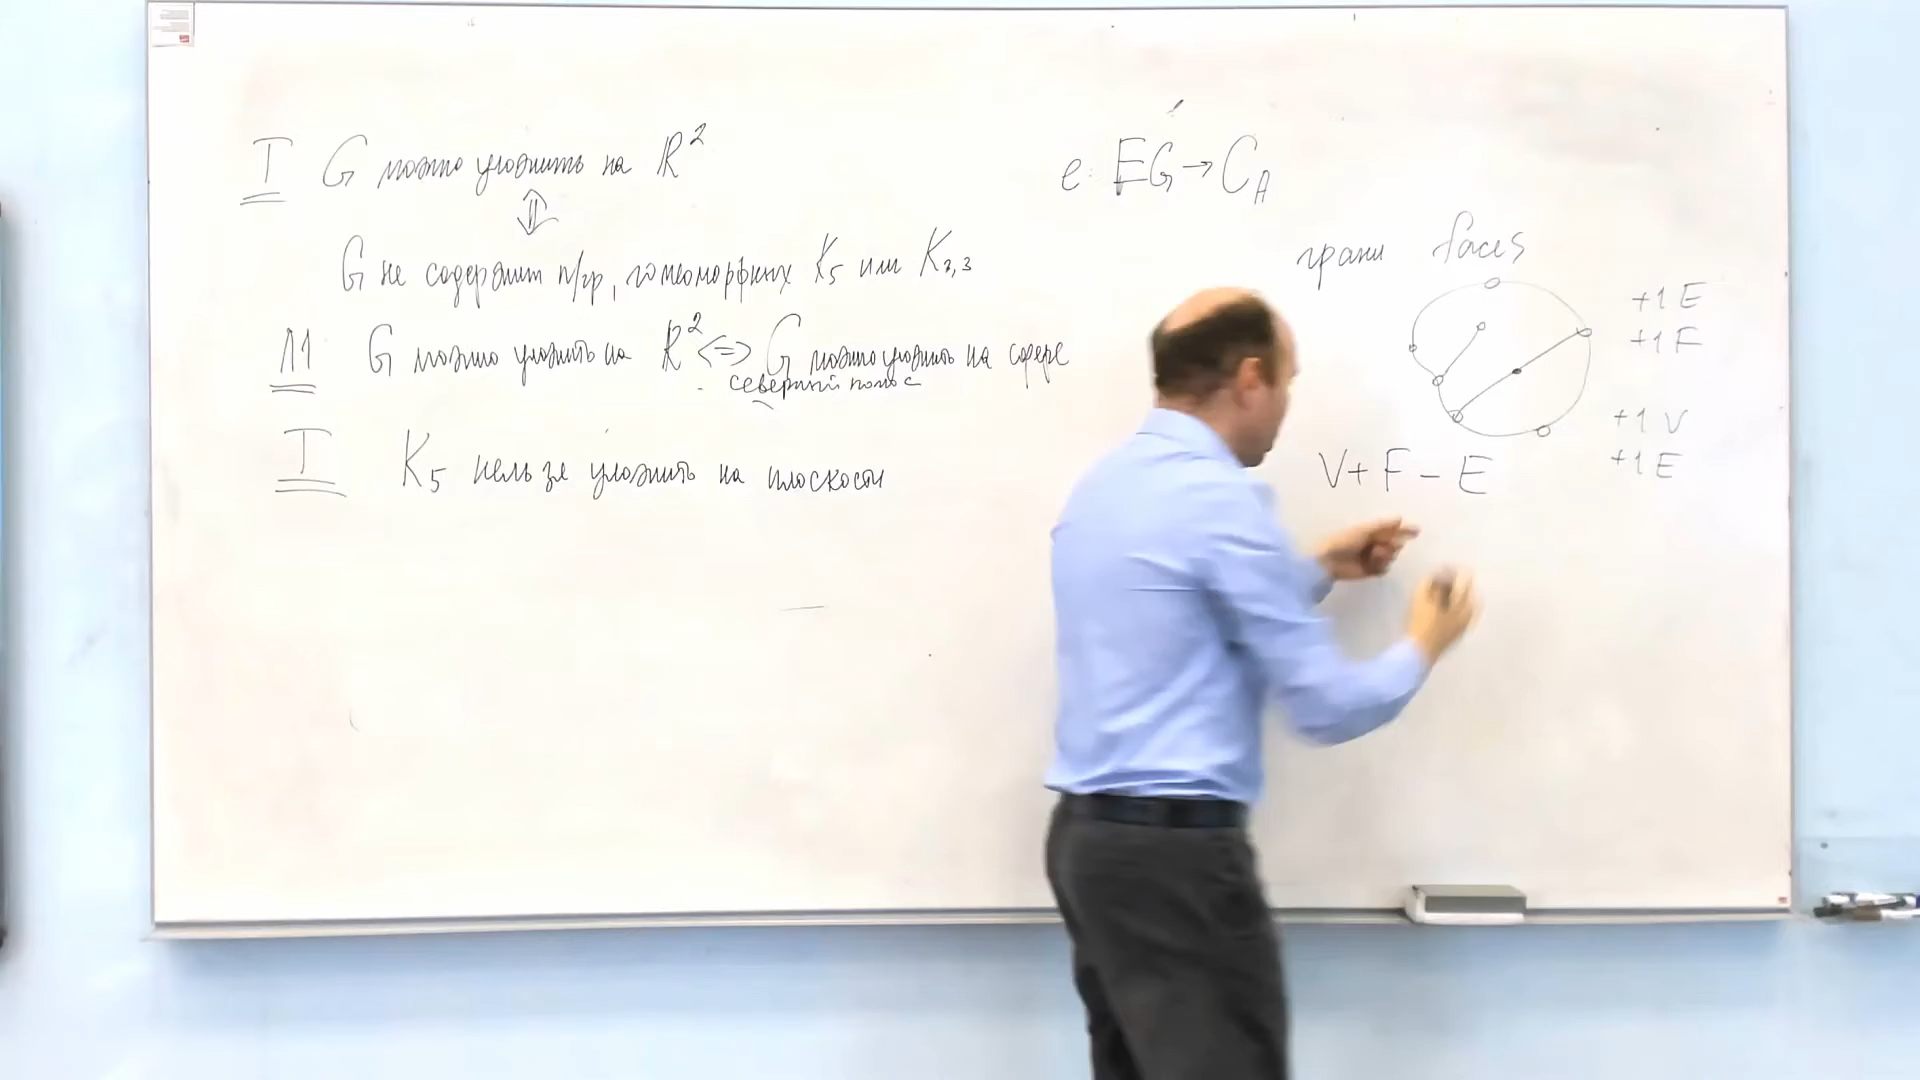 T G можно уложить на R²
⇕
G не содержит п/гр, гомеоморфных K₅ или K₃,₃
Л1 G можно уложить на R² <=> G можно уложить на сфере
северный полюс
T K₅ нельзя уложить на плоскости
e: EG → C_A
грани faces
+1 E
+1 F
+1 V
+1 E
V + F - E